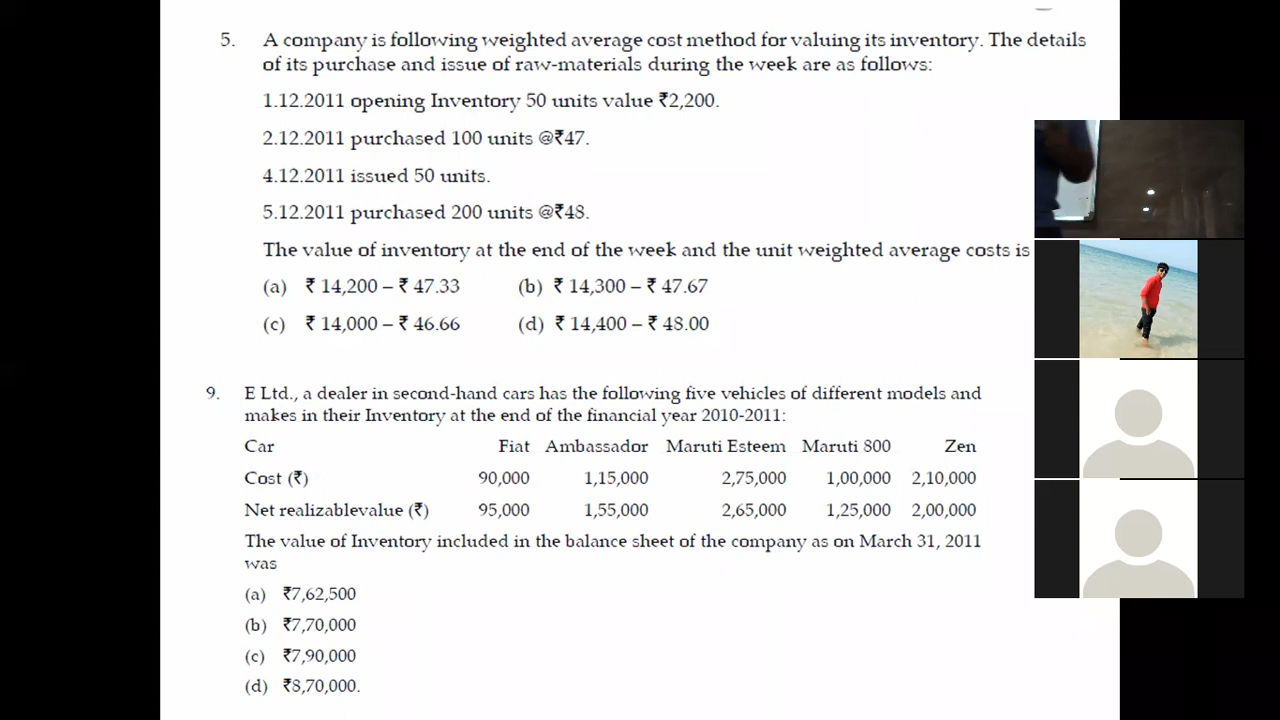 5. A company is following weighted average cost method for valuing its inventory. The details
of its purchase and issue of raw-materials during the week are as follows:
1.12.2011 opening Inventory 50 units value ₹2,200.
2.12.2011 purchased 100 units @₹47.
4.12.2011 issued 50 units.
5.12.2011 purchased 200 units @₹48.
The value of inventory at the end of the week and the unit weighted average costs is
(a) ₹ 14,200 – ₹ 47.33 (b) ₹ 14,300 – ₹ 47.67
(c) ₹ 14,000 – ₹ 46.66 (d) ₹ 14,400 – ₹ 48.00
9. E Ltd., a dealer in second-hand cars has the following five vehicles of different models and
makes in their Inventory at the end of the financial year 2010-2011:
Car Fiat Ambassador Maruti Esteem Maruti 800 Zen
Cost (₹) 90,000 1,15,000 2,75,000 1,00,000 2,10,000
Net realizablevalue (₹) 95,000 1,55,000 2,65,000 1,25,000 2,00,000
The value of Inventory included in the balance sheet of the company as on March 31, 2011
was
(a) ₹7,62,500
(b) ₹7,70,000
(c) ₹7,90,000
(d) ₹8,70,000.